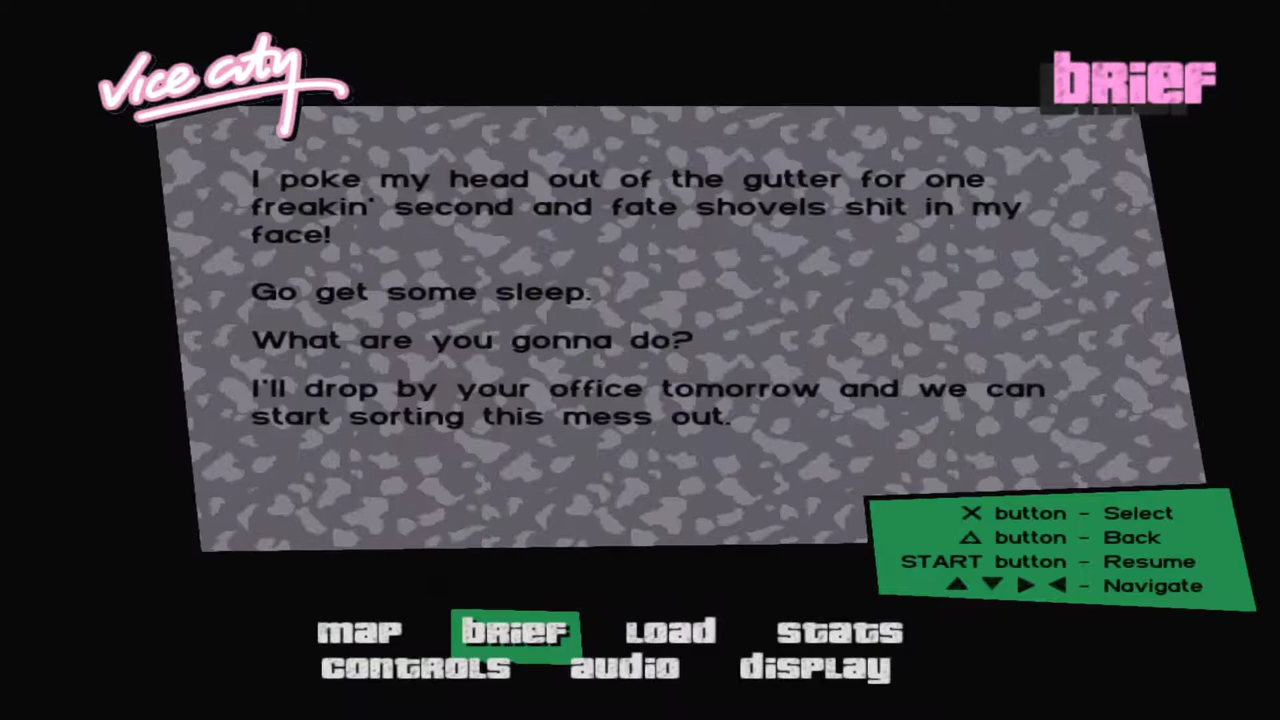 vice city
brief
I poke my head out of the gutter for one
freakin' second and fate shovels shit in my
face!
Go get some sleep.
What are you gonna do?
I'll drop by your office tomorrow and we can
start sorting this mess out.
X button - Select
△ button - Back
START button - Resume
▲ ▼ ▶ ◀ - Navigate
map brief load stats
controls audio display